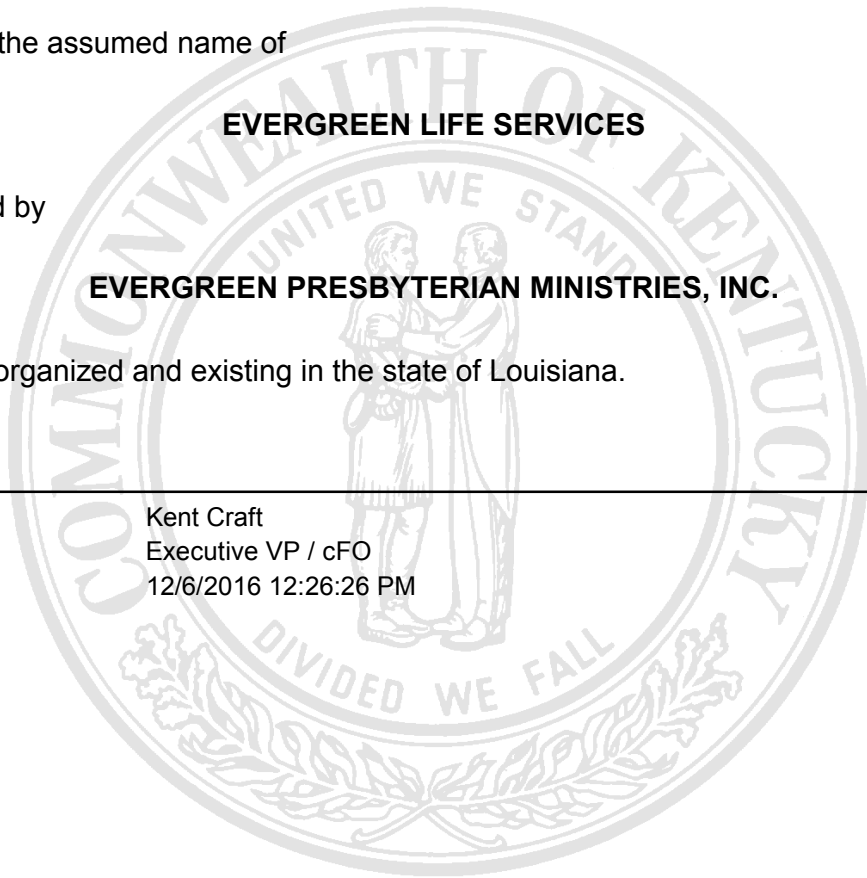 the assumed name of
EVERGREEN LIFE SERVICES
d by
EVERGREEN PRESBYTERIAN MINISTRIES, INC.
organized and existing in the state of Louisiana.
Kent Craft
Executive VP / cFO
12/6/2016 12:26:26 PM
COMMONWEALTH OF KENTUCKY
UNITED WE STAND
DIVIDED WE FALL